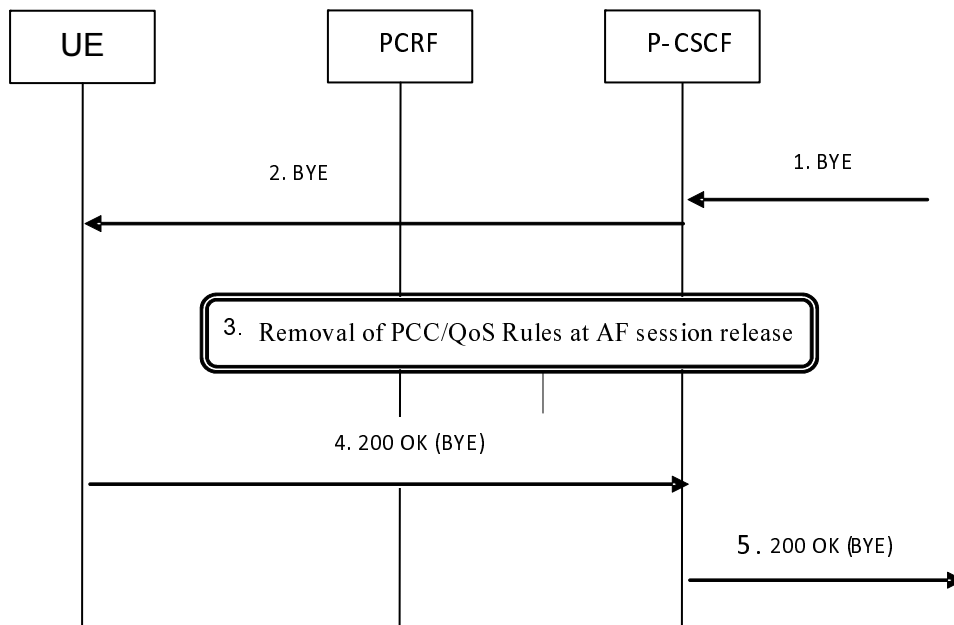 UE
PCRF
P-CSCF
1. BYE
2. BYE
3. Removal of PCC/QoS Rules at AF session release
4. 200 OK (BYE)
5. 200 OK (BYE)